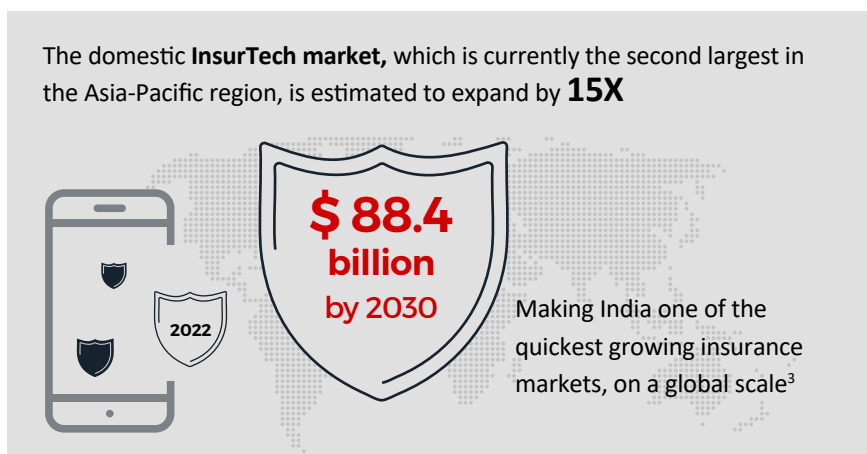 The domestic InsurTech market, which is currently the second largest in
the Asia-Pacific region, is estimated to expand by 15X
$ 88.4
billion
by 2030
2022
Making India one of the
quickest growing insurance
markets, on a global scale³